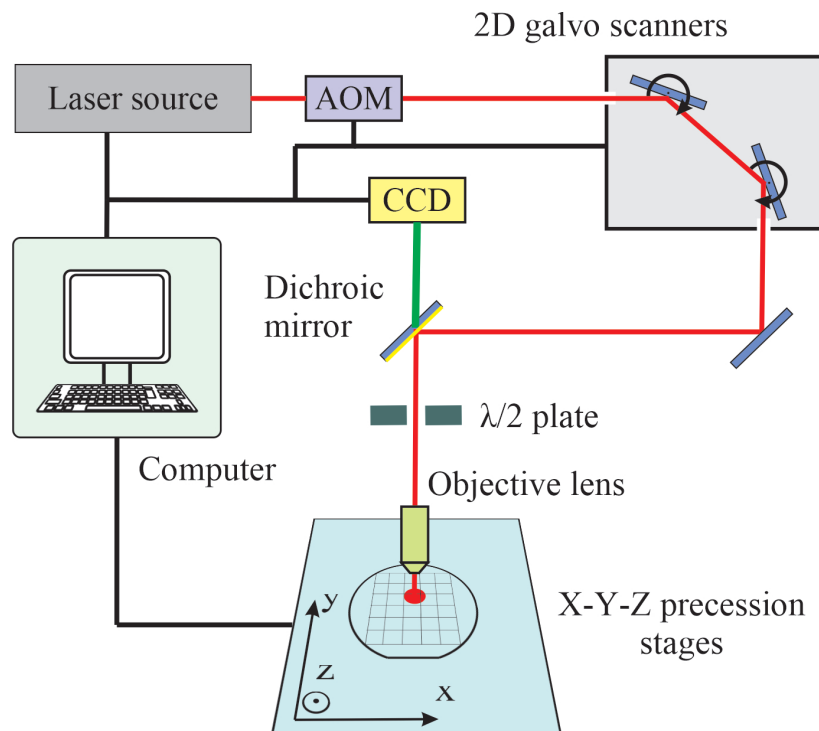 2D galvo scanners
Laser source
AOM
CCD
Dichroic
mirror
λ/2 plate
Computer
Objective lens
X-Y-Z precession
stages
y
z
x